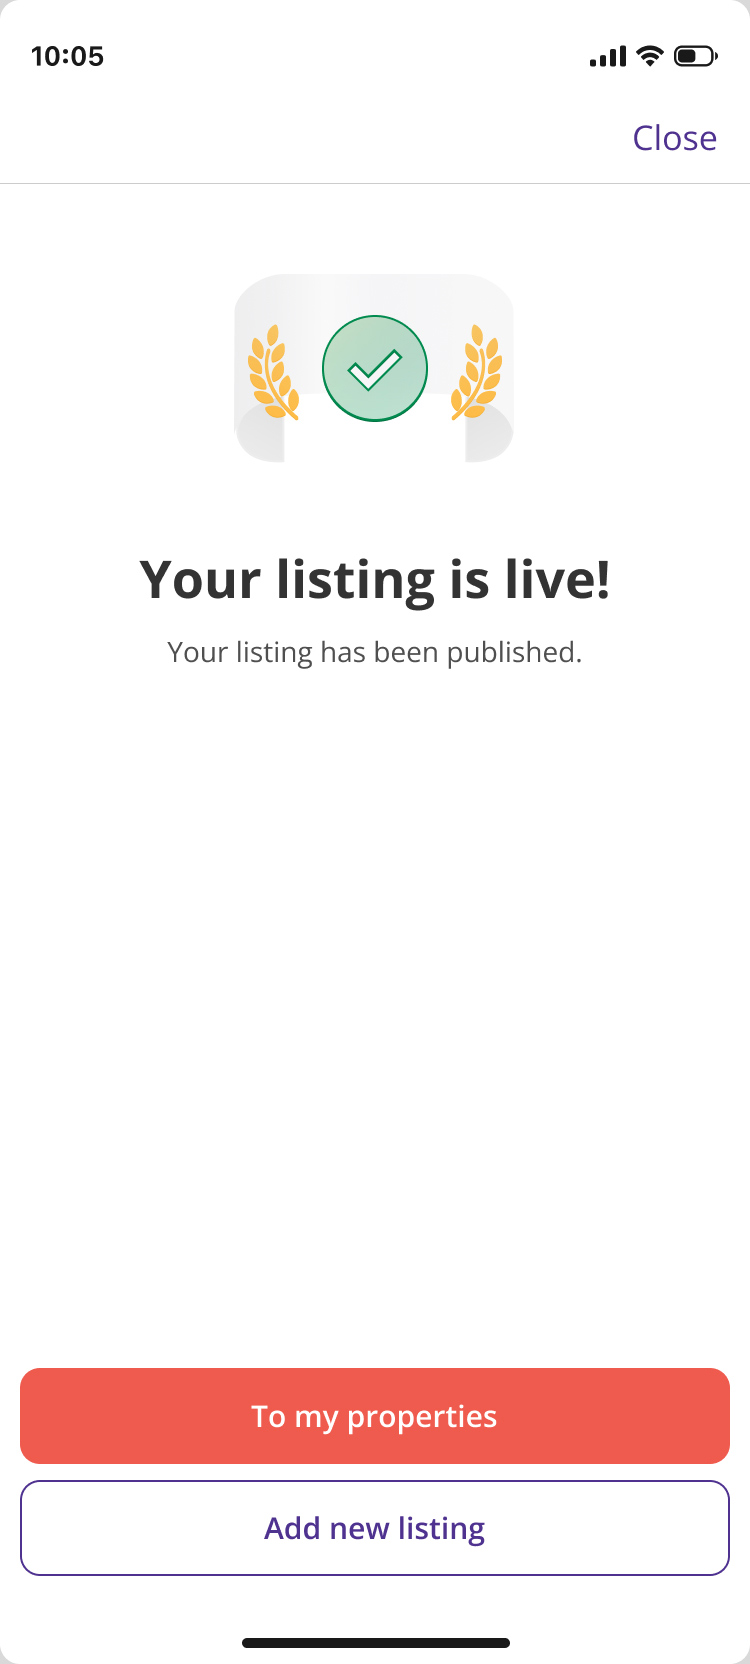 10:05
Close
Your listing is live!
Your listing has been published.
To my properties
Add new listing